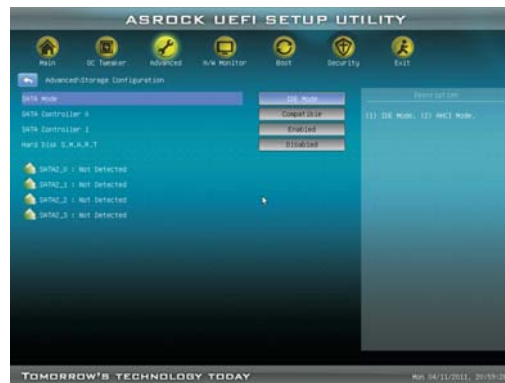 ASROCK UEFI SETUP UTILITY
Main OC Tweaker Advanced H/W Monitor Boot Security Exit
Advanced\Storage Configuration
SATA Mode IDE Mode
SATA Controller 0 Compatible
SATA Controller 1 Enabled
Hard Disk S.M.A.R.T Disabled
SATA2_0 : Not Detected
SATA2_1 : Not Detected
SATA2_2 : Not Detected
SATA2_3 : Not Detected
Description
(1) IDE Mode. (2) AHCI Mode.
TOMORROW'S TECHNOLOGY TODAY
Mon 04/11/2011,